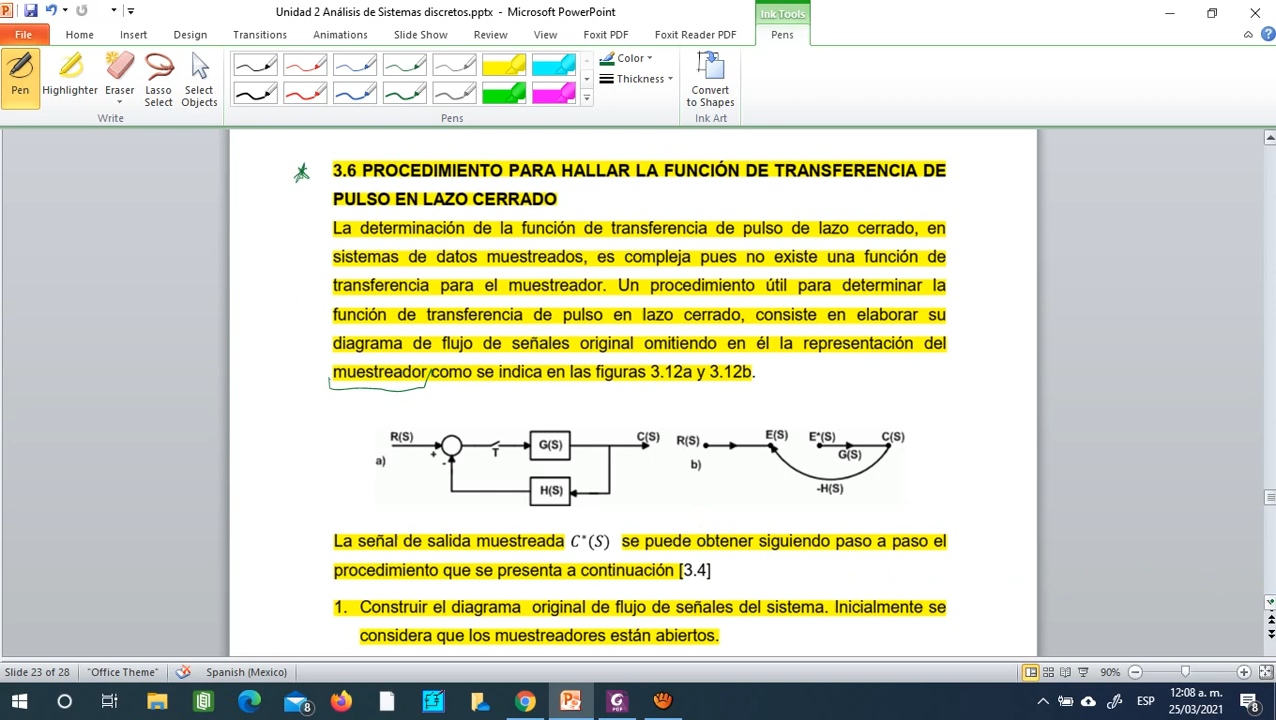 Unidad 2 Análisis de Sistemas discretos.pptx - Microsoft PowerPoint
Ink Tools
File Home Insert Design Transitions Animations Slide Show Review View Foxit PDF Foxit Reader PDF Pens
Pen Highlighter Eraser Lasso Select Select Objects
Color
Thickness
Convert to Shapes
Write Pens Ink Art
3.6 PROCEDIMIENTO PARA HALLAR LA FUNCIÓN DE TRANSFERENCIA DE
PULSO EN LAZO CERRADO
La determinación de la función de transferencia de pulso de lazo cerrado, en
sistemas de datos muestreados, es compleja pues no existe una función de
transferencia para el muestreador. Un procedimiento útil para determinar la
función de transferencia de pulso en lazo cerrado, consiste en elaborar su
diagrama de flujo de señales original omitiendo en él la representación del
muestreador como se indica en las figuras 3.12a y 3.12b.
R(S) + - T G(S) C(S) H(S) a)
R(S) E(S) E*(S) G(S) C(S) -H(S) b)
La señal de salida muestreada C*(S) se puede obtener siguiendo paso a paso el
procedimiento que se presenta a continuación [3.4]
1. Construir el diagrama original de flujo de señales del sistema. Inicialmente se
considera que los muestreadores están abiertos.
Slide 23 of 28 "Office Theme" Spanish (Mexico) 90%
8 ESP 12:08 a. m. 8
25/03/2021